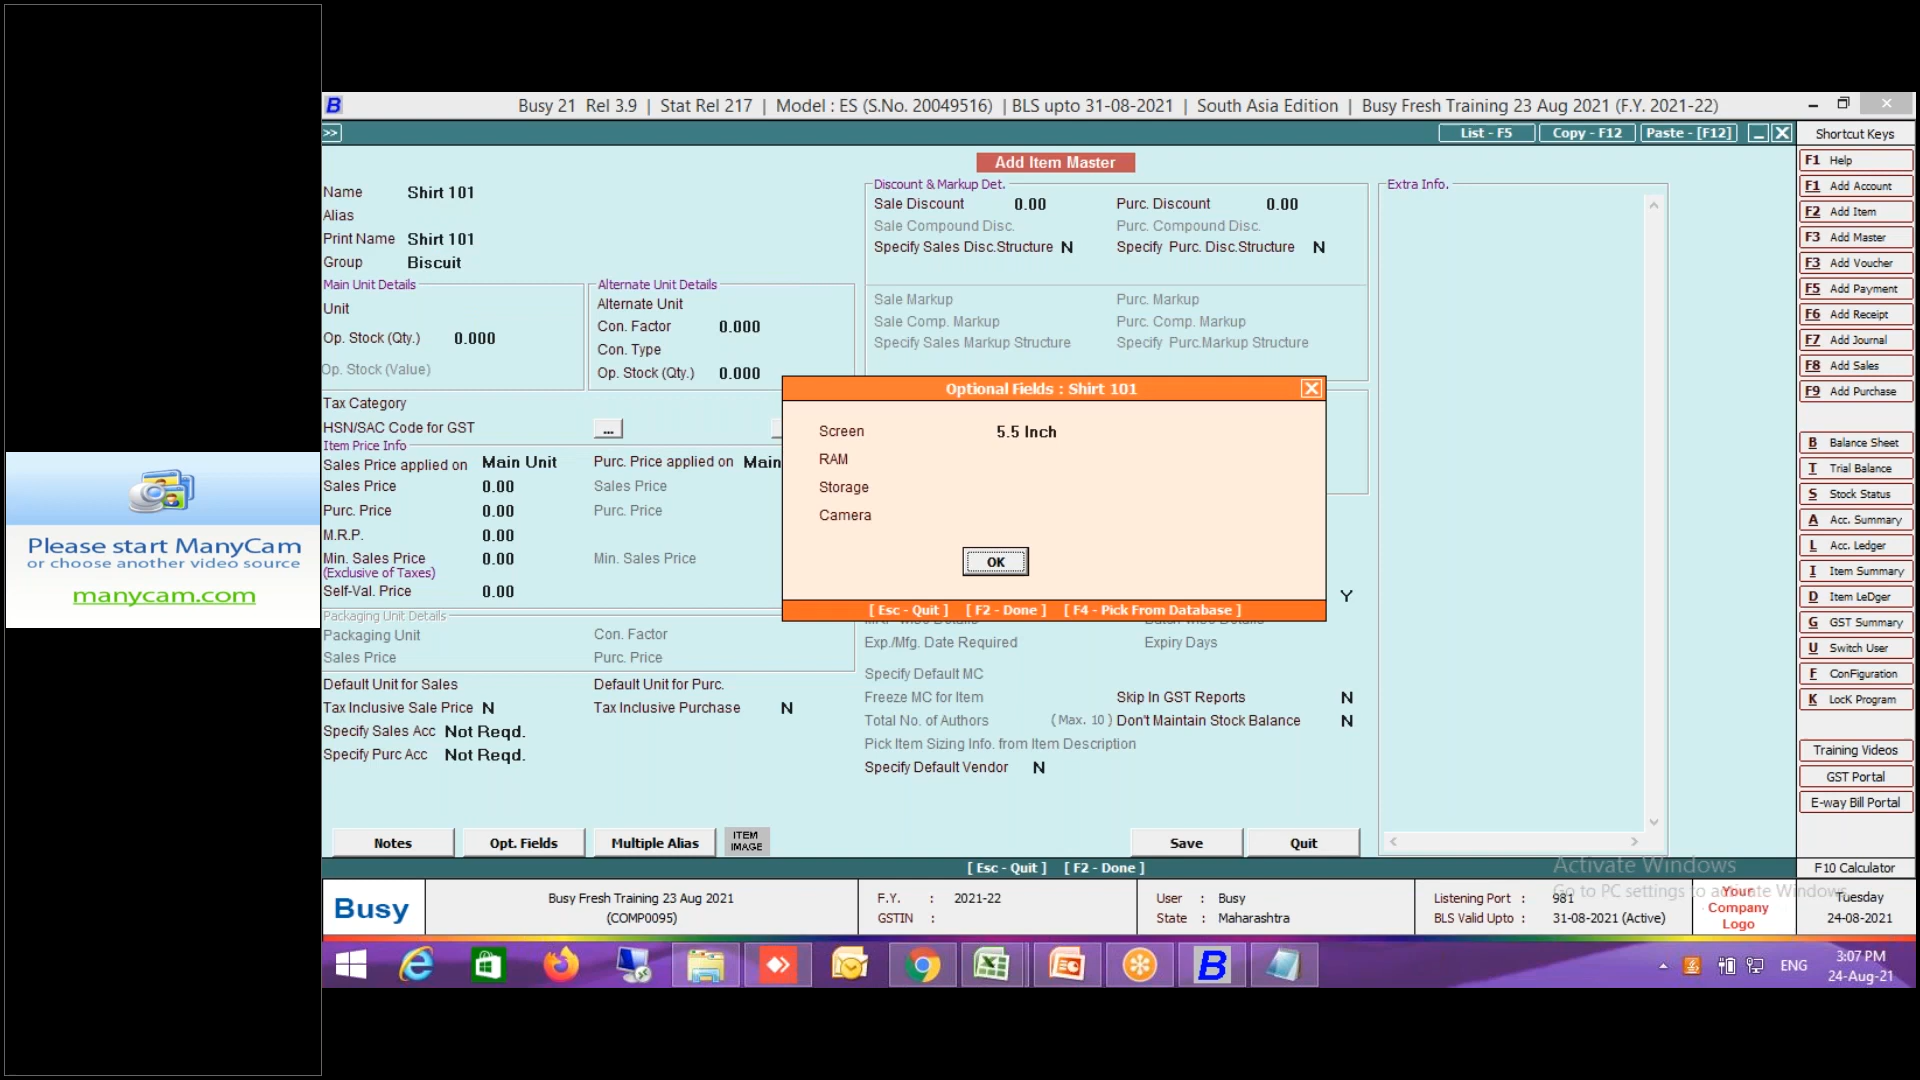 B Busy 21 Rel 3.9 | Stat Rel 217 | Model : ES (S.No. 20049516) | BLS upto 31-08-2021 | South Asia Edition | Busy Fresh Training 23 Aug 2021 (F.Y. 2021-22)
>> List - F5 Copy - F12 Paste - [F12]
Add Item Master
Name Shirt 101
Alias
Print Name Shirt 101
Group Biscuit
Main Unit Details
Unit
Op. Stock (Qty.) 0.000
Op. Stock (Value)
Alternate Unit Details
Alternate Unit
Con. Factor 0.000
Con. Type
Op. Stock (Qty.) 0.000
Tax Category
HSN/SAC Code for GST ...
Item Price Info
Sales Price applied on Main Unit Purc. Price applied on Main
Sales Price 0.00 Sales Price
Purc. Price 0.00 Purc. Price
M.R.P. 0.00
Min. Sales Price 0.00 Min. Sales Price
(Exclusive of Taxes)
Self-Val. Price 0.00
Packaging Unit Details
Packaging Unit Con. Factor
Sales Price Purc. Price
Default Unit for Sales Default Unit for Purc.
Tax Inclusive Sale Price N Tax Inclusive Purchase N
Specify Sales Acc Not Reqd.
Specify Purc Acc Not Reqd.
Discount & Markup Det.
Sale Discount 0.00 Purc. Discount 0.00
Sale Compound Disc. Purc. Compound Disc.
Specify Sales Disc.Structure N Specify Purc. Disc.Structure N
Sale Markup Purc. Markup
Sale Comp. Markup Purc. Comp. Markup
Specify Sales Markup Structure Specify Purc.Markup Structure
Optional Fields : Shirt 101
Screen 5.5 Inch
RAM
Storage
Camera
OK
[ Esc - Quit ] [ F2 - Done ] [ F4 - Pick From Database ]
Y
Exp./Mfg. Date Required Expiry Days
Specify Default MC
Freeze MC for Item Skip In GST Reports N
Total No. of Authors (Max. 10) Don't Maintain Stock Balance N
Pick Item Sizing Info. from Item Description
Specify Default Vendor N
Extra Info.
Notes Opt. Fields Multiple Alias ITEM IMAGE Save Quit
[ Esc - Quit ] [ F2 - Done ]
Shortcut Keys
F1 Help
F1 Add Account
F2 Add Item
F3 Add Master
F3 Add Voucher
F5 Add Payment
F6 Add Receipt
F7 Add Journal
F8 Add Sales
F9 Add Purchase
B Balance Sheet
T Trial Balance
S Stock Status
A Acc. Summary
L Acc. Ledger
I Item Summary
D Item LeDger
G GST Summary
U Switch User
F ConFiguration
K LocK Program
Training Videos
GST Portal
E-way Bill Portal
F10 Calculator
Activate Windows
Go to PC settings to activate Windows.
Busy
Busy Fresh Training 23 Aug 2021
(COMP0095)
F.Y. : 2021-22
GSTIN :
User : Busy
State : Maharashtra
Listening Port : 981
BLS Valid Upto : 31-08-2021 (Active)
Your
Company
Logo
Tuesday
24-08-2021
ENG
3:07 PM
24-Aug-21
Please start ManyCam
or choose another video source
manycam.com